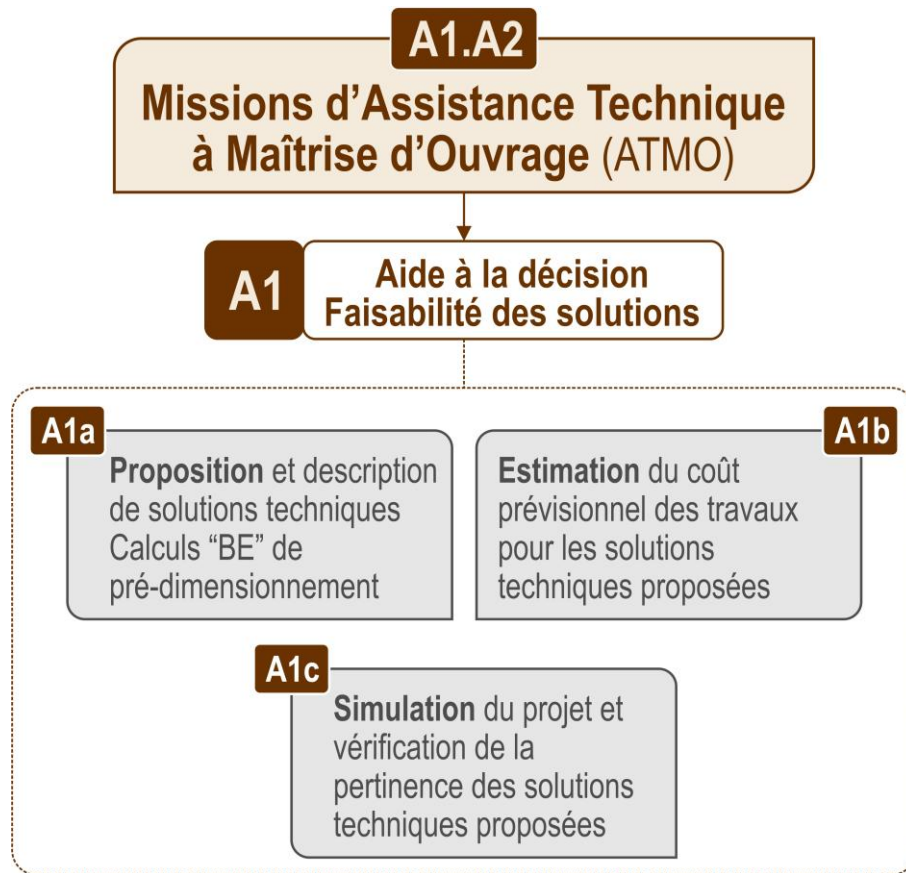 A1.A2
Missions d’Assistance Technique
à Maîtrise d’Ouvrage (ATMO)
A1
Aide à la décision
Faisabilité des solutions
A1a
Proposition et description
de solutions techniques
Calculs “BE” de
pré-dimensionnement
A1b
Estimation du coût
prévisionnel des travaux
pour les solutions
techniques proposées
A1c
Simulation du projet et
vérification de la
pertinence des solutions
techniques proposées